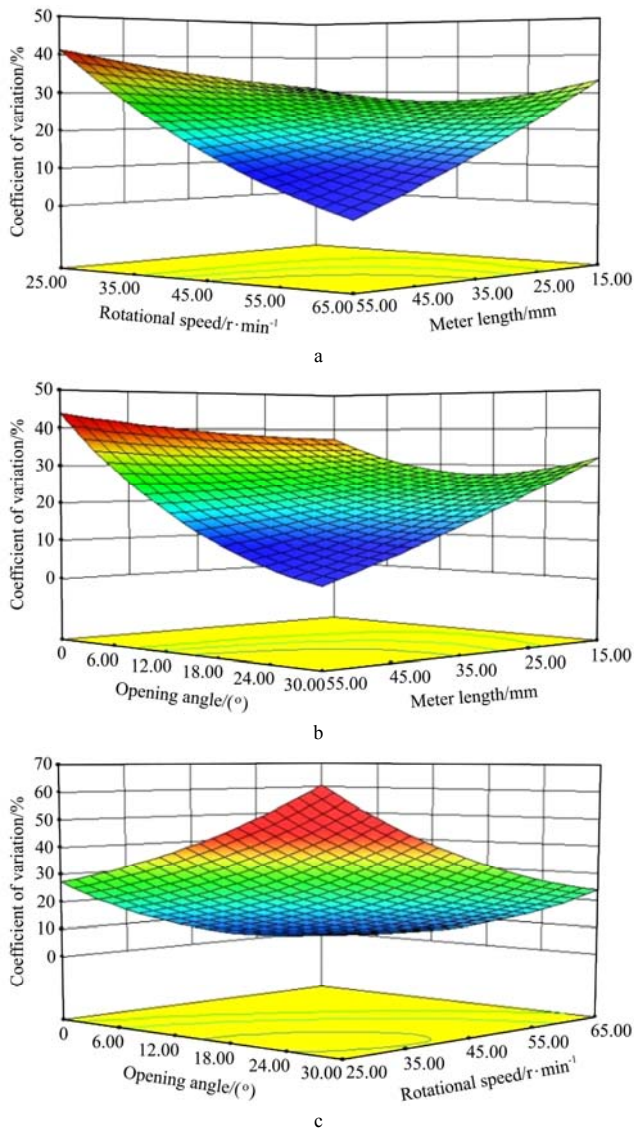 50
40
30
20
10
0
Coefficient of variation/%
25.00 35.00 45.00 55.00 65.00
Rotational speed/r·min⁻¹
55.00 45.00 35.00 25.00 15.00
Meter length/mm
a
50
40
30
20
10
0
Coefficient of variation/%
0 6.00 12.00 18.00 24.00 30.00
Opening angle/(°)
55.00 45.00 35.00 25.00 15.00
Meter length/mm
b
70
60
50
40
30
20
10
0
Coefficient of variation/%
0 6.00 12.00 18.00 24.00 30.00
Opening angle/(°)
25.00 35.00 45.00 55.00 65.00
Rotational speed/r·min⁻¹
c